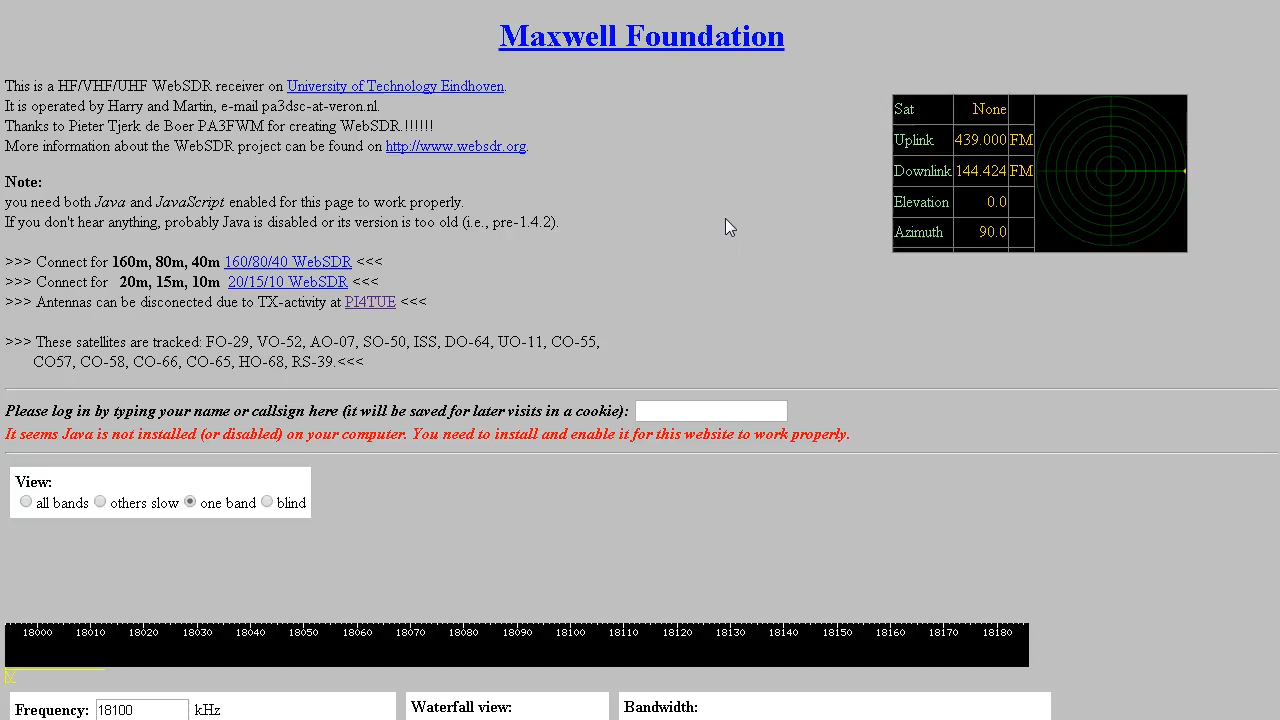 Maxwell Foundation
This is a HF/VHF/UHF WebSDR receiver on University of Technology Eindhoven.
It is operated by Harry and Martin, e-mail pa3dsc-at-veron.nl.
Thanks to Pieter Tjerk de Boer PA3FWM for creating WebSDR.!!!!!!
More information about the WebSDR project can be found on http://www.websdr.org.
Sat None
Uplink 439.000 FM
Downlink 144.424 FM
Elevation 0.0
Azimuth 90.0
Note:
you need both Java and JavaScript enabled for this page to work properly.
If you don't hear anything, probably Java is disabled or its version is too old (i.e., pre-1.4.2).
>>> Connect for 160m, 80m, 40m 160/80/40 WebSDR <<<
>>> Connect for 20m, 15m, 10m 20/15/10 WebSDR <<<
>>> Antennas can be disconected due to TX-activity at PI4TUE <<<
>>> These satellites are tracked: FO-29, VO-52, AO-07, SO-50, ISS, DO-64, UO-11, CO-55,
CO57, CO-58, CO-66, CO-65, HO-68, RS-39.<<<
Please log in by typing your name or callsign here (it will be saved for later visits in a cookie):
It seems Java is not installed (or disabled) on your computer. You need to install and enable it for this website to work properly.
View:
all bands others slow one band blind
18000 18010 18020 18030 18040 18050 18060 18070 18080 18090 18100 18110 18120 18130 18140 18150 18160 18170 18180
Frequency: 18100 kHz
Waterfall view:
Bandwidth: